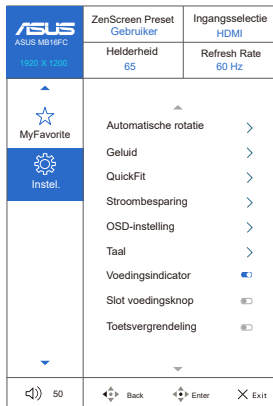 ASUS
ASUS MB16FC
1920 X 1200
ZenScreen Preset
Gebruiker
Ingangsselectie
HDMI
Helderheid
65
Refresh Rate
60 Hz
MyFavorite
Instel.
Automatische rotatie
Geluid
QuickFit
Stroombesparing
OSD-instelling
Taal
Voedingsindicator
Slot voedingsknop
Toetsvergrendeling
50
Back
Enter
Exit